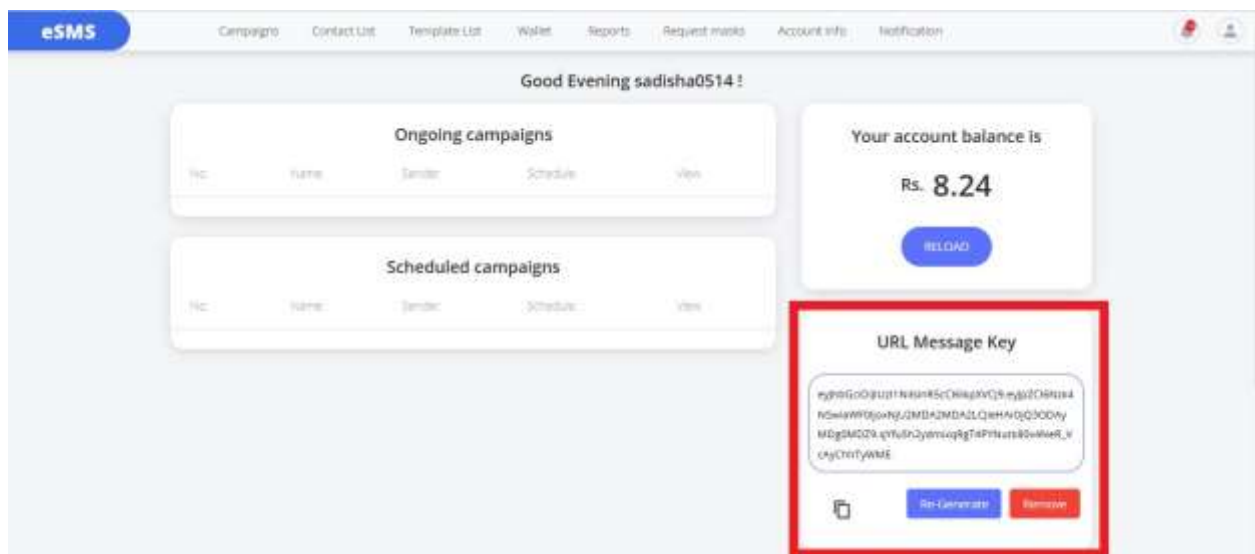 eSMS
Campaigns Contact List Template List Wallet Reports Request masks Account Info Notification
Good Evening sadisha0514 !
Ongoing campaigns
No. Name Sender Schedule View
Scheduled campaigns
No. Name Sender Schedule View
Your account balance is
Rs. 8.24
RELOAD
URL Message Key
Re-Generate Remove